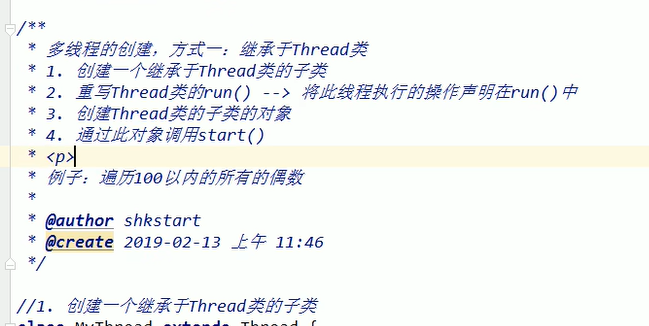 /**
* 多线程的创建，方式一：继承于Thread类
* 1. 创建一个继承于Thread类的子类
* 2. 重写Thread类的run() --> 将此线程执行的操作声明在run()中
* 3. 创建Thread类的子类的对象
* 4. 通过此对象调用start()
* <p>
* 例子：遍历100以内的所有的偶数
*
* @author shkstart
* @create 2019-02-13 上午 11:46
*/
//1. 创建一个继承于Thread类的子类
class MyThread extends Thread {